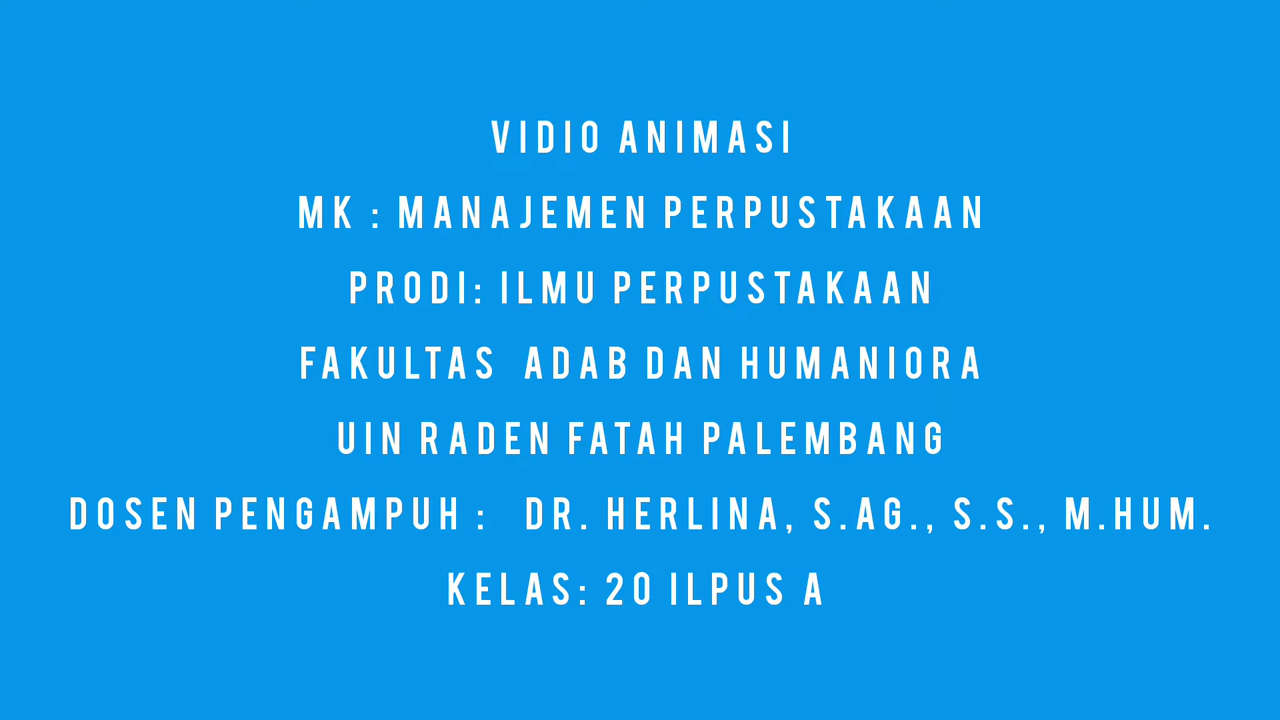 VIDIO ANIMASI
MK : MANAJEMEN PERPUSTAKAAN
PRODI: ILMU PERPUSTAKAAN
FAKULTAS  ADAB DAN HUMANIORA
UIN RADEN FATAH PALEMBANG
DOSEN PENGAMPUH :  DR. HERLINA, S.AG., S.S., M.HUM.
KELAS: 20 ILPUS A